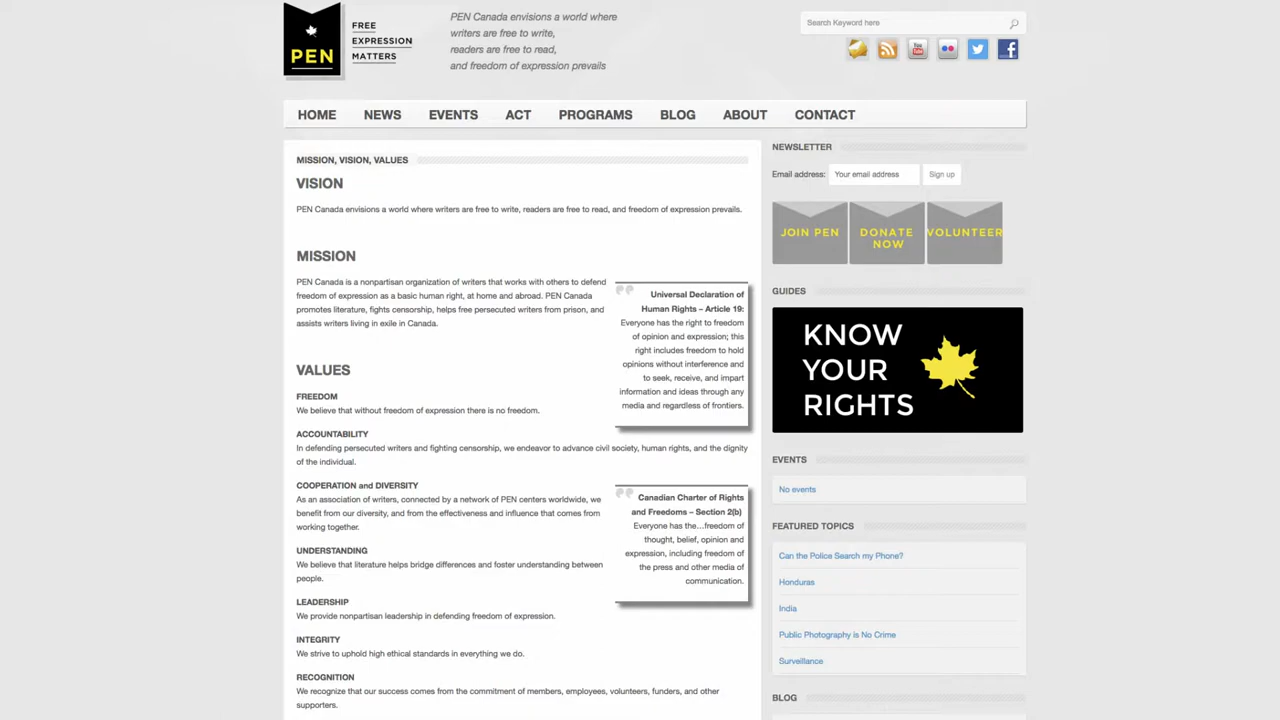 PEN
FREE
EXPRESSION
MATTERS
PEN Canada envisions a world where
writers are free to write,
readers are free to read,
and freedom of expression prevails
Search Keyword here
You
Tube
HOME NEWS EVENTS ACT PROGRAMS BLOG ABOUT CONTACT
MISSION, VISION, VALUES
VISION
PEN Canada envisions a world where writers are free to write, readers are free to read, and freedom of expression prevails.
MISSION
PEN Canada is a nonpartisan organization of writers that works with others to defend
freedom of expression as a basic human right, at home and abroad. PEN Canada
promotes literature, fights censorship, helps free persecuted writers from prison, and
assists writers living in exile in Canada.
Universal Declaration of
Human Rights – Article 19:
Everyone has the right to freedom
of opinion and expression; this
right includes freedom to hold
opinions without interference and
to seek, receive, and impart
information and ideas through any
media and regardless of frontiers.
VALUES
FREEDOM
We believe that without freedom of expression there is no freedom.
ACCOUNTABILITY
In defending persecuted writers and fighting censorship, we endeavor to advance civil society, human rights, and the dignity
of the individual.
COOPERATION and DIVERSITY
As an association of writers, connected by a network of PEN centers worldwide, we
benefit from our diversity, and from the effectiveness and influence that comes from
working together.
Canadian Charter of Rights
and Freedoms – Section 2(b)
Everyone has the...freedom of
thought, belief, opinion and
expression, including freedom of
the press and other media of
communication.
UNDERSTANDING
We believe that literature helps bridge differences and foster understanding between
people.
LEADERSHIP
We provide nonpartisan leadership in defending freedom of expression.
INTEGRITY
We strive to uphold high ethical standards in everything we do.
RECOGNITION
We recognize that our success comes from the commitment of members, employees, volunteers, funders, and other
supporters.
NEWSLETTER
Email address: Your email address Sign up
JOIN PEN
DONATE
NOW
VOLUNTEER
GUIDES
KNOW
YOUR
RIGHTS
EVENTS
No events
FEATURED TOPICS
Can the Police Search my Phone?
Honduras
India
Public Photography is No Crime
Surveillance
BLOG